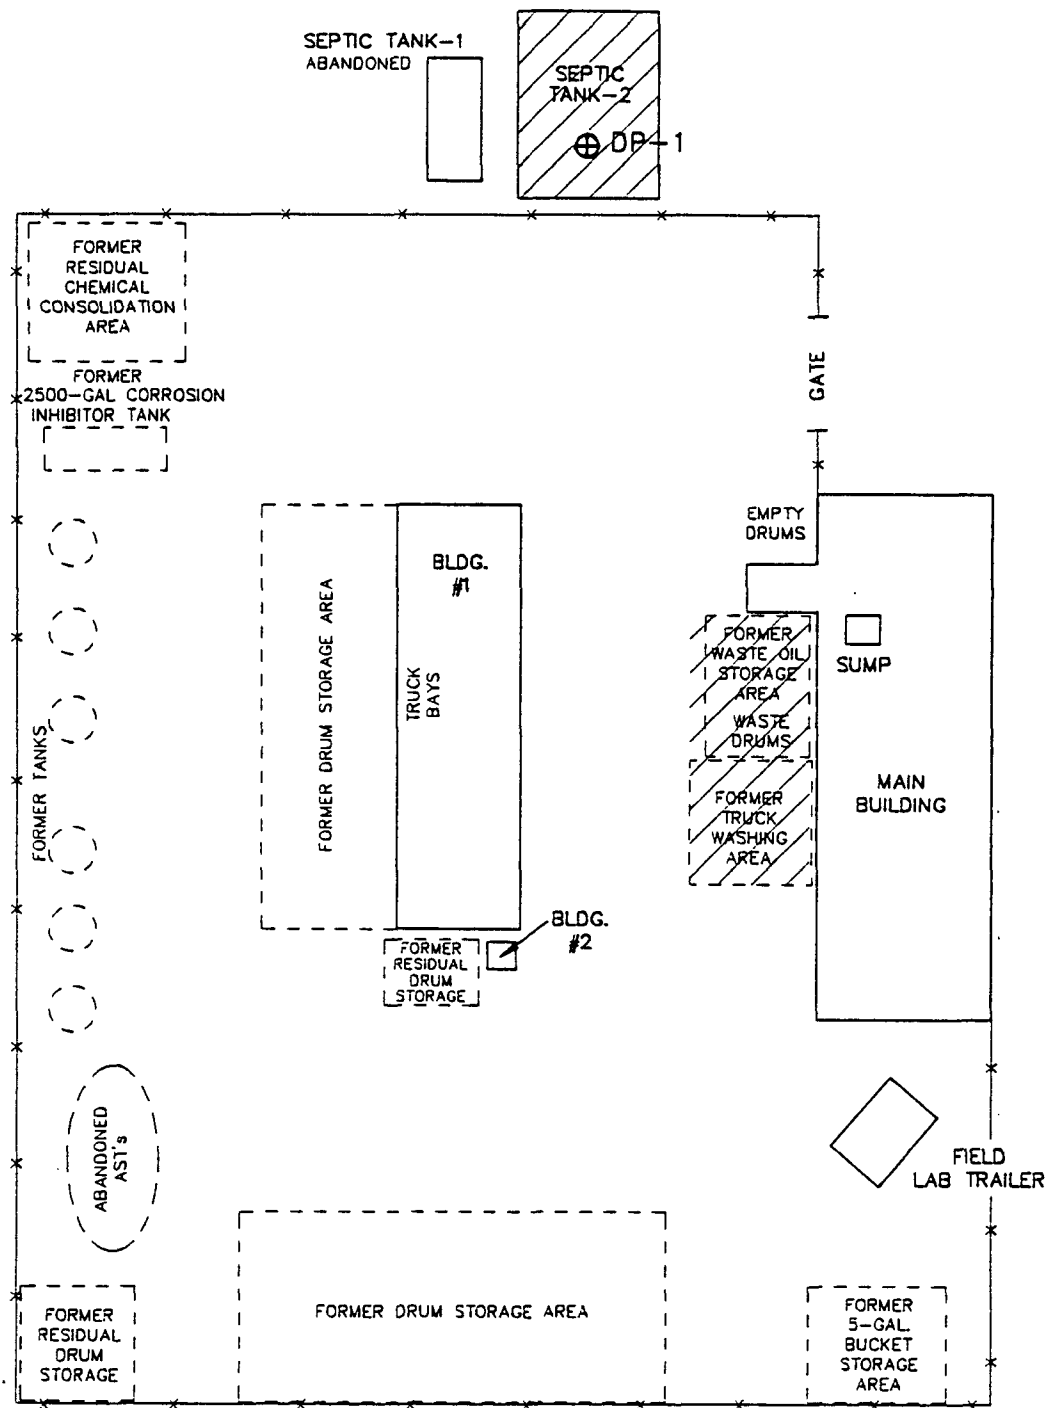 SEPTIC TANK-1
ABANDONED
SEPTIC
TANK-2
DP-1
FORMER
RESIDUAL
CHEMICAL
CONSOLIDATION
AREA
FORMER
2500-GAL CORROSION
INHIBITOR TANK
GATE
EMPTY
DRUMS
BLDG.
#1
TRUCK
BAYS
FORMER DRUM STORAGE AREA
FORMER
WASTE OIL
STORAGE
AREA
WASTE
DRUMS
SUMP
FORMER TANKS
FORMER
TRUCK
WASHING
AREA
MAIN
BUILDING
BLDG.
#2
FORMER
RESIDUAL
DRUM
STORAGE
ABANDONED
AST's
FIELD
LAB TRAILER
FORMER
RESIDUAL
DRUM
STORAGE
FORMER DRUM STORAGE AREA
FORMER
5-GAL.
BUCKET
STORAGE
AREA